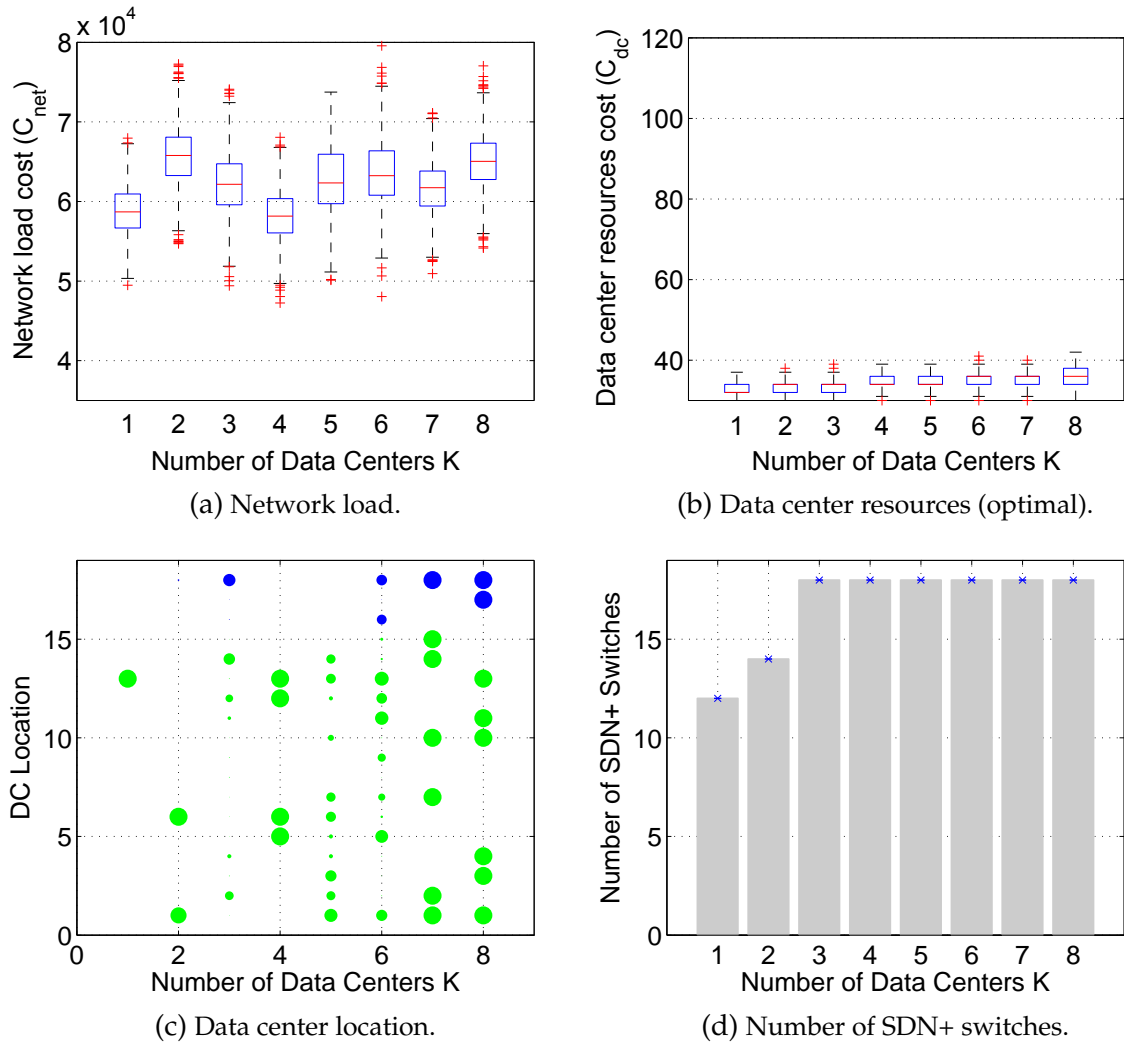 x 10^4
8
7
6
5
4
Network load cost (C_net)
1 2 3 4 5 6 7 8
Number of Data Centers K
(a) Network load.
120
100
80
60
40
Data center resources cost (C_dc)
1 2 3 4 5 6 7 8
Number of Data Centers K
(b) Data center resources (optimal).
15
10
5
0
DC Location
0 2 4 6 8
Number of Data Centers K
(c) Data center location.
15
10
5
0
Number of SDN+ Switches
1 2 3 4 5 6 7 8
Number of Data Centers K
(d) Number of SDN+ switches.